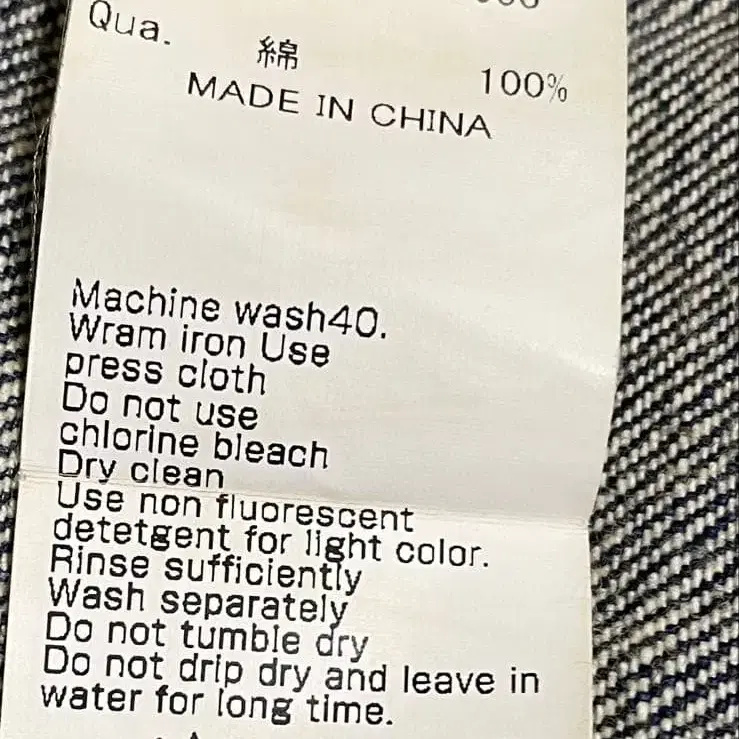 Qua.
綿 100%
MADE IN CHINA
Machine wash40.
Wram iron Use
press cloth
Do not use
chlorine bleach
Dry clean
Use non fluorescent
detetgent for light color.
Rinse sufficiently
Wash separately
Do not tumble dry
Do not drip dry and leave in
water for long time.